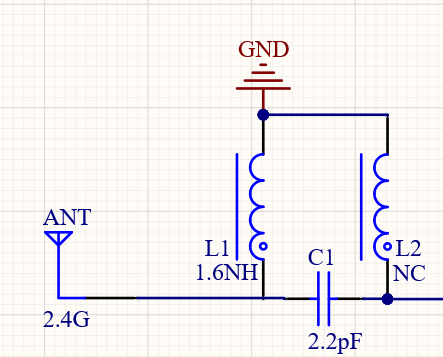 GND
ANT
L1
1.6NH
C1
L2
NC
2.4G
2.2pF